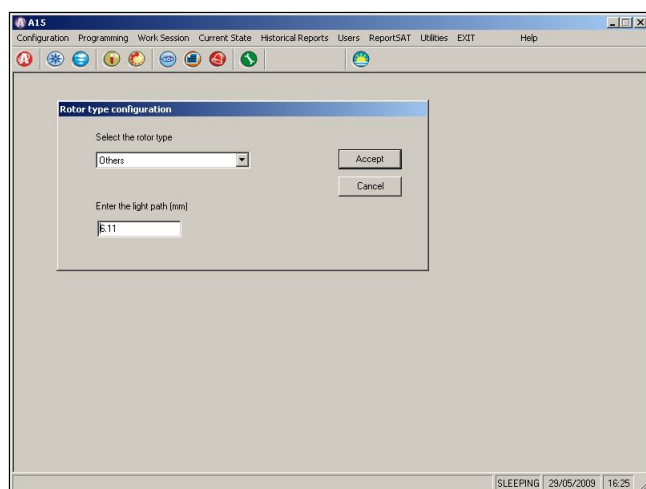 A15
Configuration Programming Work Session Current State Historical Reports Users ReportSAT Utilities EXIT Help
Rotor type configuration
Select the rotor type
Others
Accept
Cancel
Enter the light path (mm)
6.11
SLEEPING 29/05/2009 16:25